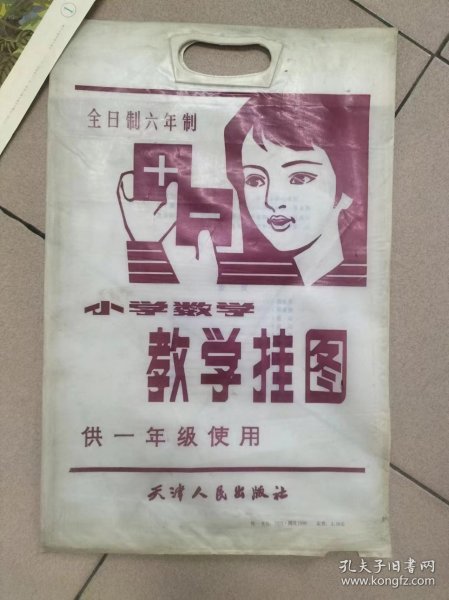 ①
全日制六年制
+
−
小学数学
教学挂图
供一年级使用
天津人民出版社
孔夫子旧书网
www.kongfz.com